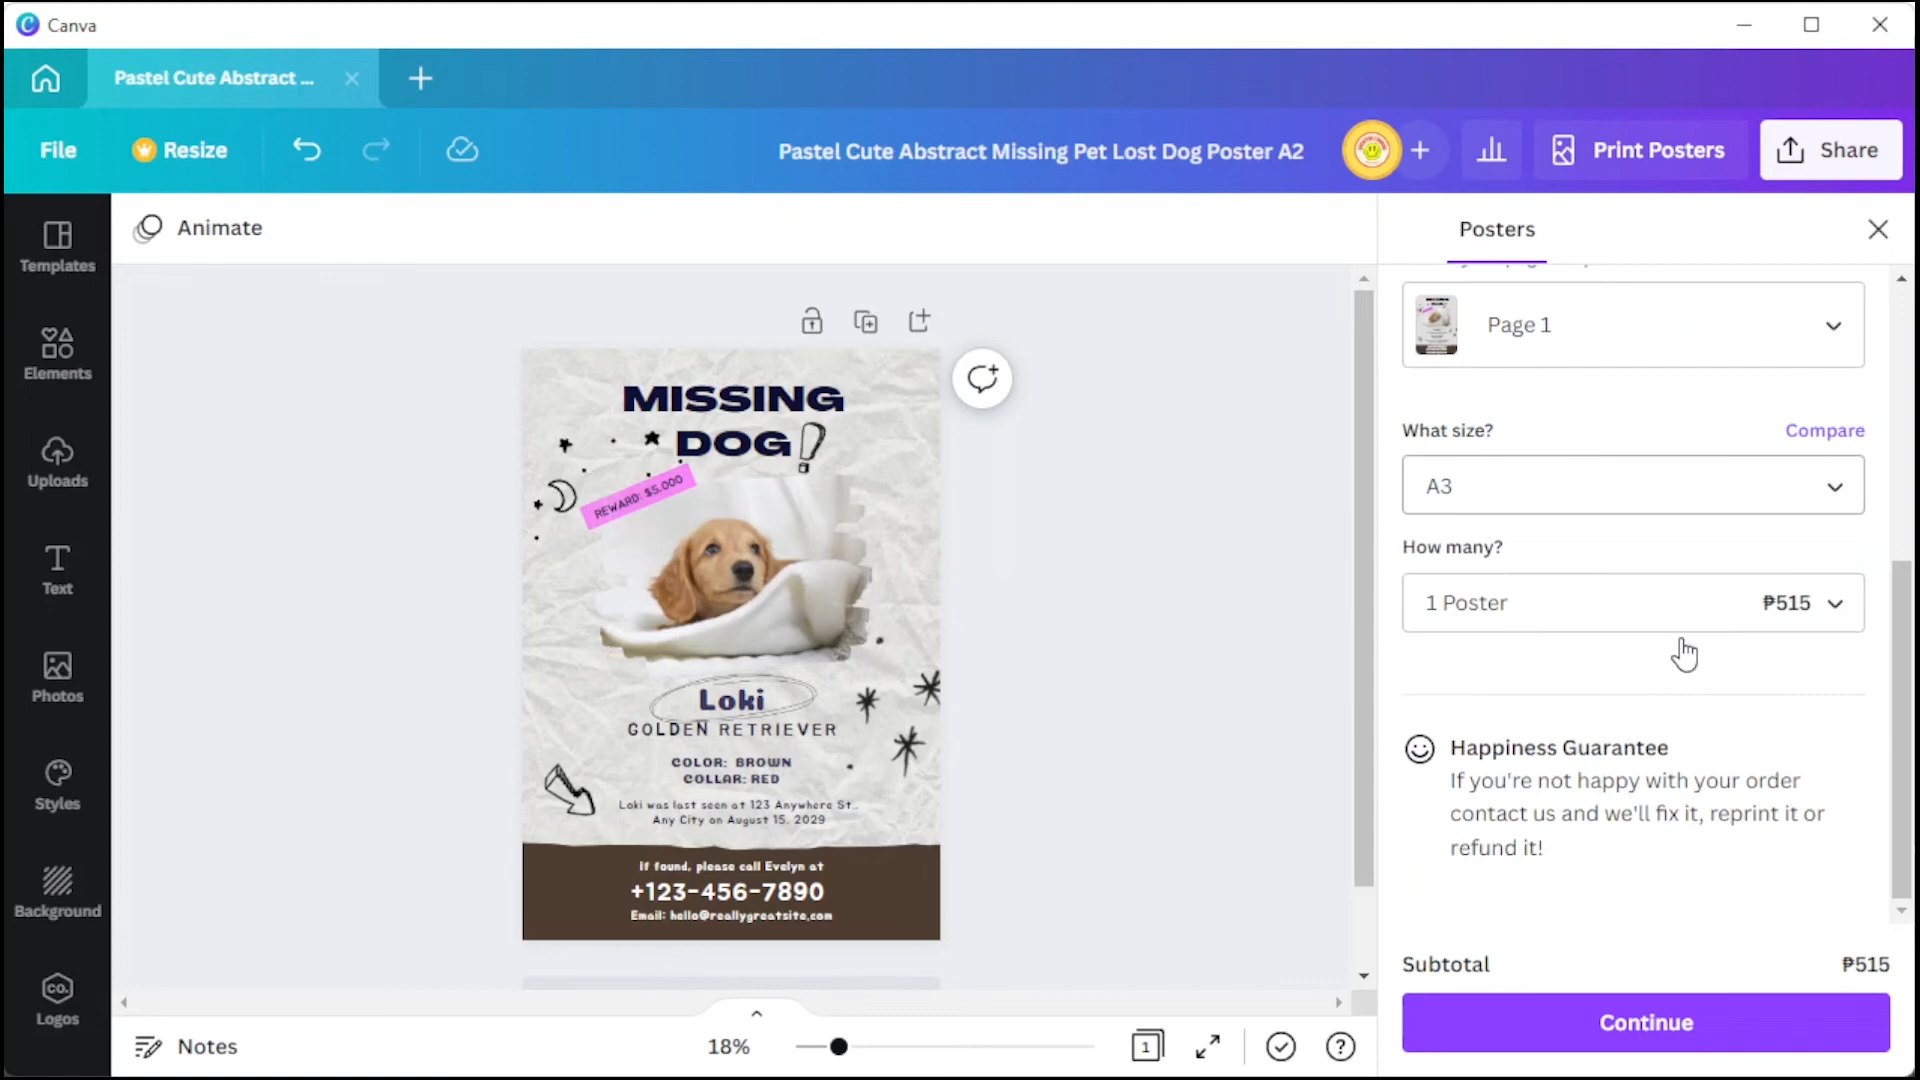 Canva
Pastel Cute Abstract ...
File
Resize
Pastel Cute Abstract Missing Pet Lost Dog Poster A2
Print Posters
Share
Templates
Elements
Uploads
Text
Photos
Styles
Background
CO.
Logos
Animate
MISSING
DOG!
REWARD: $5,000
Loki
GOLDEN RETRIEVER
COLOR: BROWN
COLLAR: RED
Loki was last seen at 123 Anywhere St.,
Any City on August 15, 2029
If found, please call Evelyn at
+123-456-7890
Email: hello@reallygreatsite.com
Notes
18%
1
Posters
Page 1
What size?
Compare
A3
How many?
1 Poster
₱515
Happiness Guarantee
If you're not happy with your order
contact us and we'll fix it, reprint it or
refund it!
Subtotal
₱515
Continue